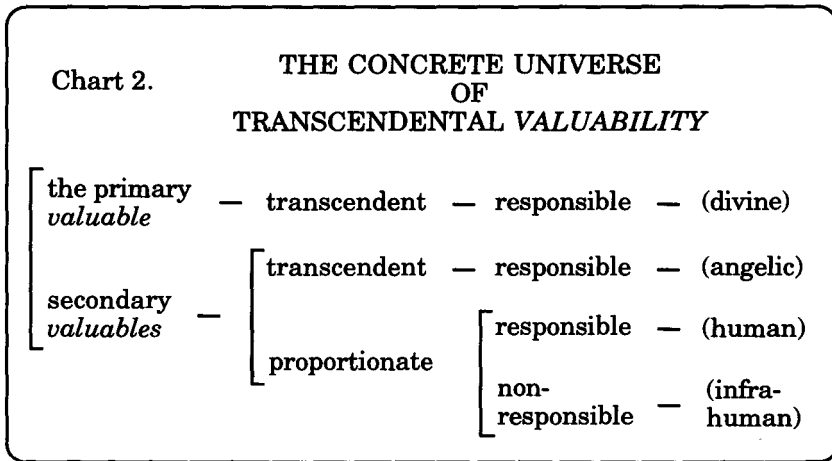 Chart 2.
THE CONCRETE UNIVERSE
OF
TRANSCENDENTAL VALUABILITY
the primary
valuable — transcendent — responsible — (divine)
transcendent — responsible — (angelic)
secondary
valuables —
responsible — (human)
proportionate
non- (infra-
responsible — human)